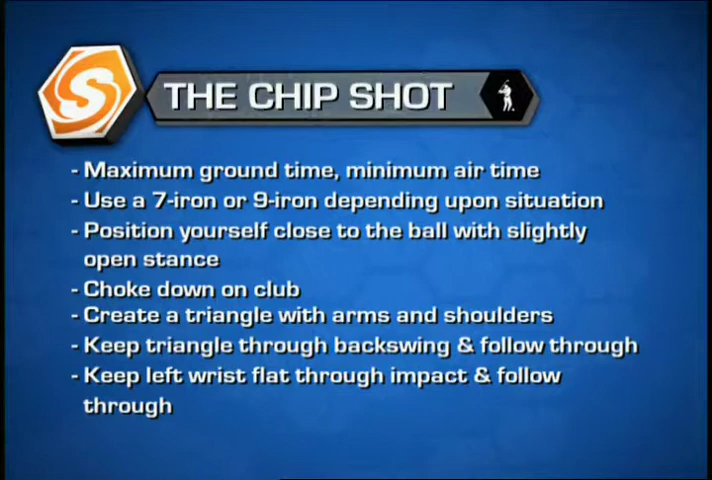 S
THE CHIP SHOT
- Maximum ground time, minimum air time
- Use a 7-iron or 9-iron depending upon situation
- Position yourself close to the ball with slightly
open stance
- Choke down on club
- Create a triangle with arms and shoulders
- Keep triangle through backswing & follow through
- Keep left wrist flat through impact & follow
through